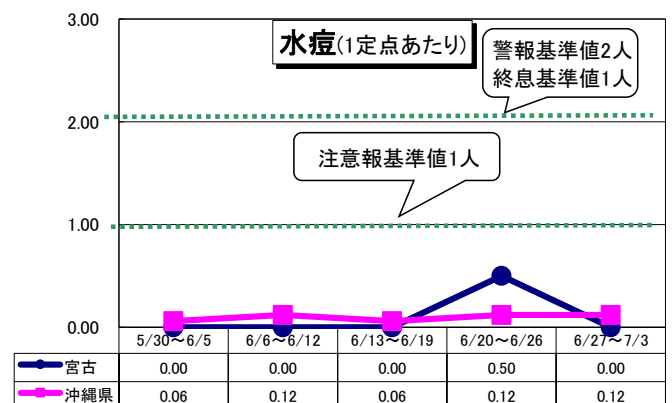 3.00
水痘(1定点あたり)
警報基準値2人
終息基準値1人
2.00
注意報基準値1人
1.00
0.00
5/30～6/5 6/6～6/12 6/13～6/19 6/20～6/26 6/27～7/3
宮古 0.00 0.00 0.00 0.50 0.00
沖縄県 0.06 0.12 0.06 0.12 0.12